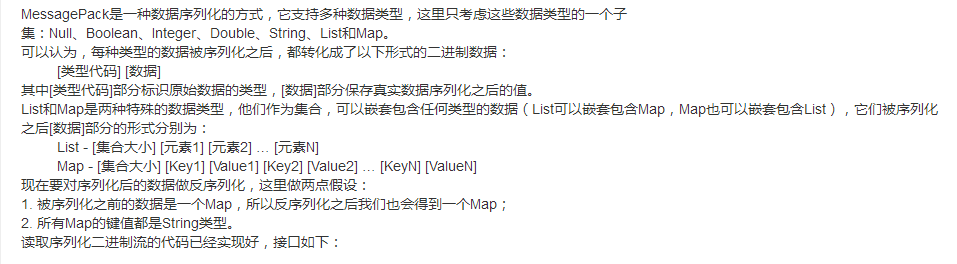 MessagePack是一种数据序列化的方式，它支持多种数据类型，这里只考虑这些数据类型的一个子
集：Null、Boolean、Integer、Double、String、List和Map。
可以认为，每种类型的数据被序列化之后，都转化成了以下形式的二进制数据：
[类型代码] [数据]
其中[类型代码]部分标识原始数据的类型，[数据]部分保存真实数据序列化之后的值。
List和Map是两种特殊的数据类型，他们作为集合，可以嵌套包含任何类型的数据（List可以嵌套包含Map，Map也可以嵌套包含List），它们被序列化
之后[数据]部分的形式分别为：
List - [集合大小] [元素1] [元素2] … [元素N]
Map - [集合大小] [Key1] [Value1] [Key2] [Value2] … [KeyN] [ValueN]
现在要对序列化后的数据做反序列化，这里做两点假设：
1. 被序列化之前的数据是一个Map，所以反序列化之后我们也会得到一个Map；
2. 所有Map的键值都是String类型。
读取序列化二进制流的代码已经实现好，接口如下：